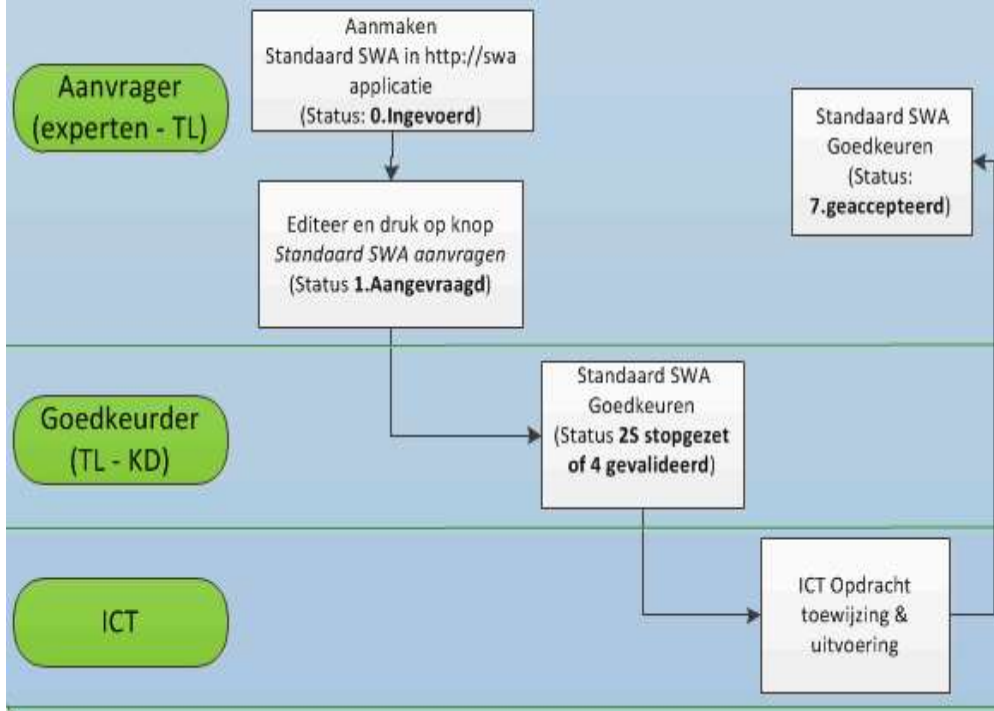 Aanvrager
(experten - TL)
Aanmaken
Standaard SWA in http://swa
applicatie
(Status: 0.Ingevoerd)
Editeer en druk op knop
Standaard SWA aanvragen
(Status 1.Aangevraagd)
Standaard SWA
Goedkeuren
(Status:
7.geaccepteerd)
Goedkeurder
(TL - KD)
Standaard SWA
Goedkeuren
(Status 2S stopgezet
of 4 gevalideerd)
ICT
ICT Opdracht
toewijzing &
uitvoering